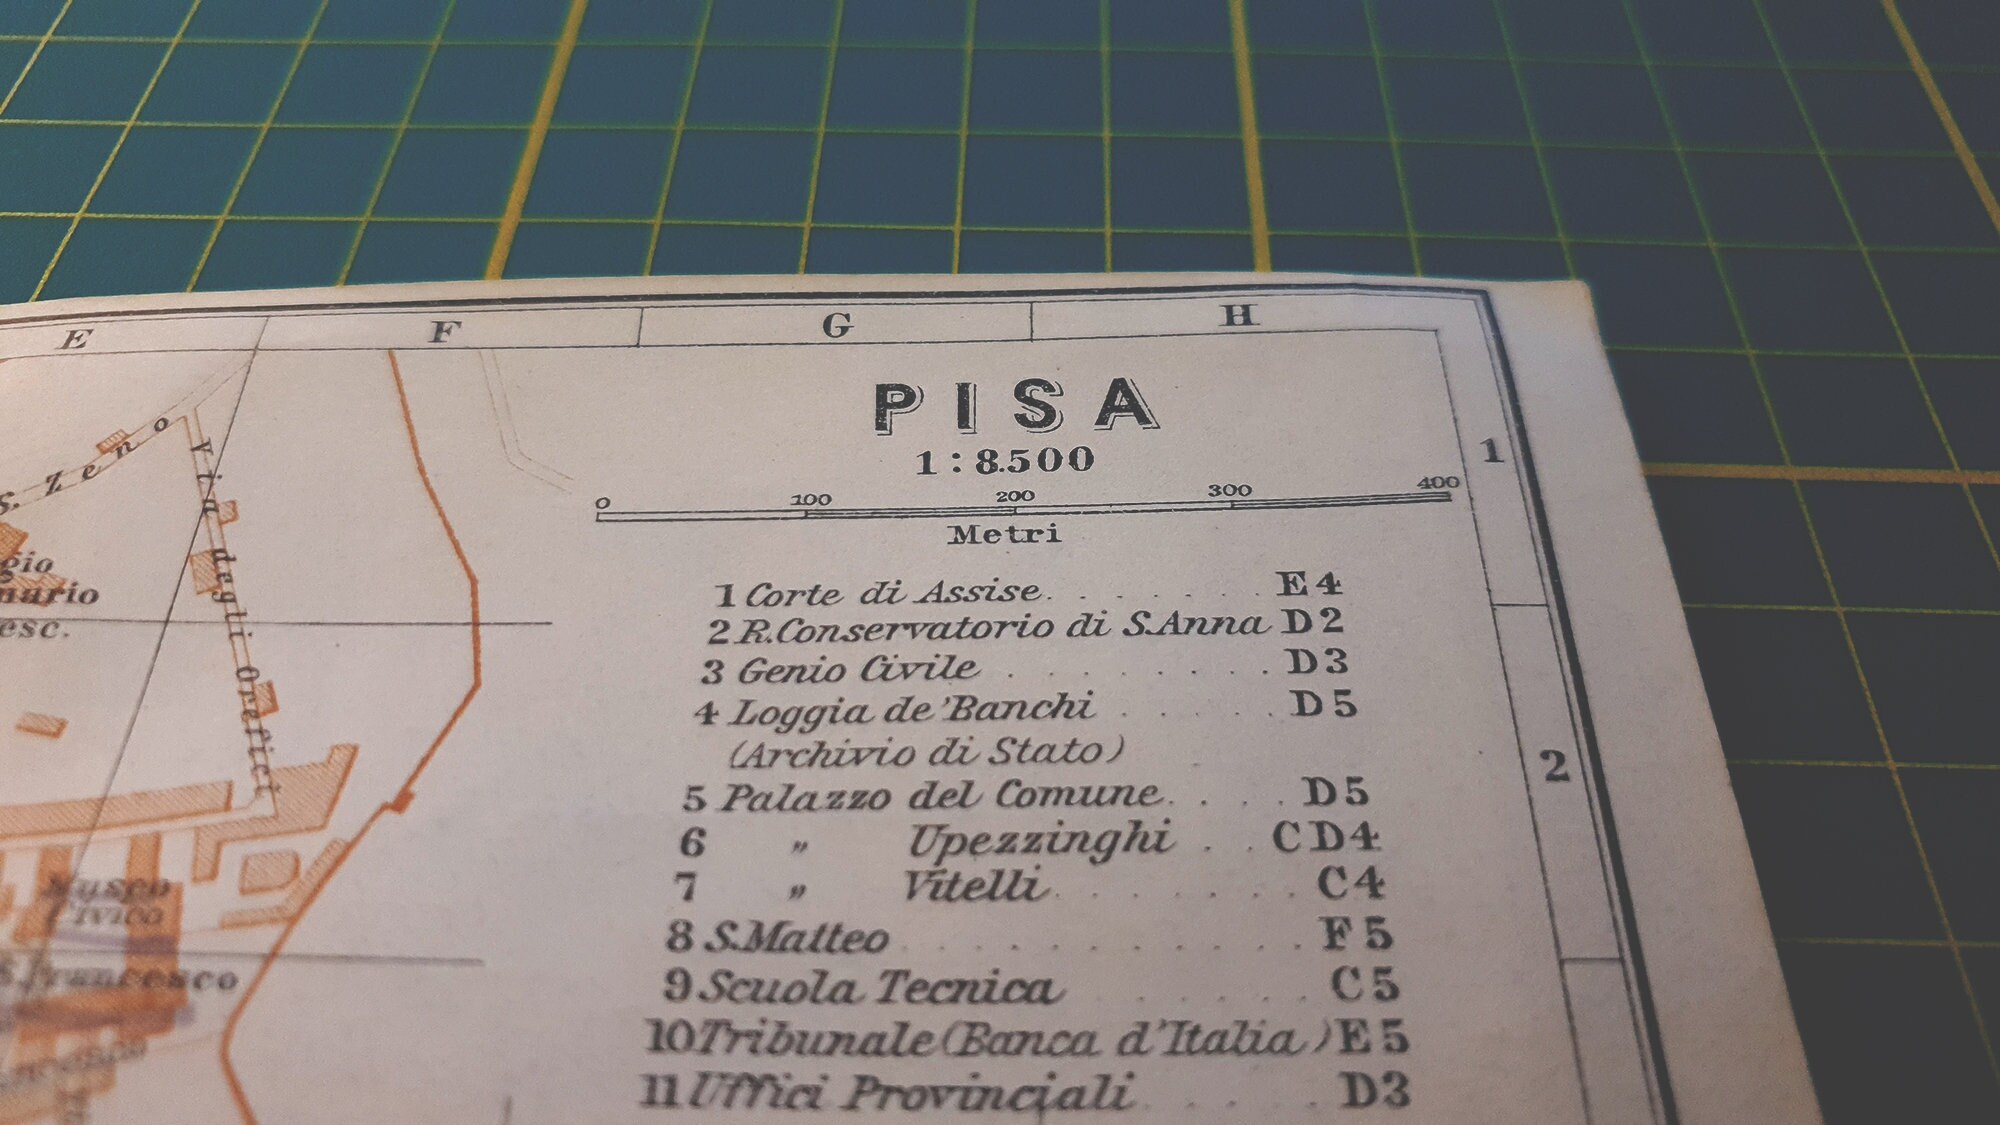 E F G H
PISA
1:8.500
0 100 200 300 400
Metri
1 Corte di Assise. . . . . . . E4
2 R.Conservatorio di S.Anna D2
3 Genio Civile . . . . . . . D3
4 Loggia de'Banchi . . . . . D5
(Archivio di Stato)
5 Palazzo del Comune. . . . D5
6 „ Upezzinghi . . CD4
7 „ Vitelli. . . . . . . C4
8 S.Matteo . . . . . . . . . . F5
9 Scuola Tecnica . . . . . . C5
10 Tribunale (Banca d'Italia) E5
11 Uffici Provinciali . . . . . D3
1
2
S. Zeno
Via degli Orefici
esc.
Museo
Civico
S.Francesco